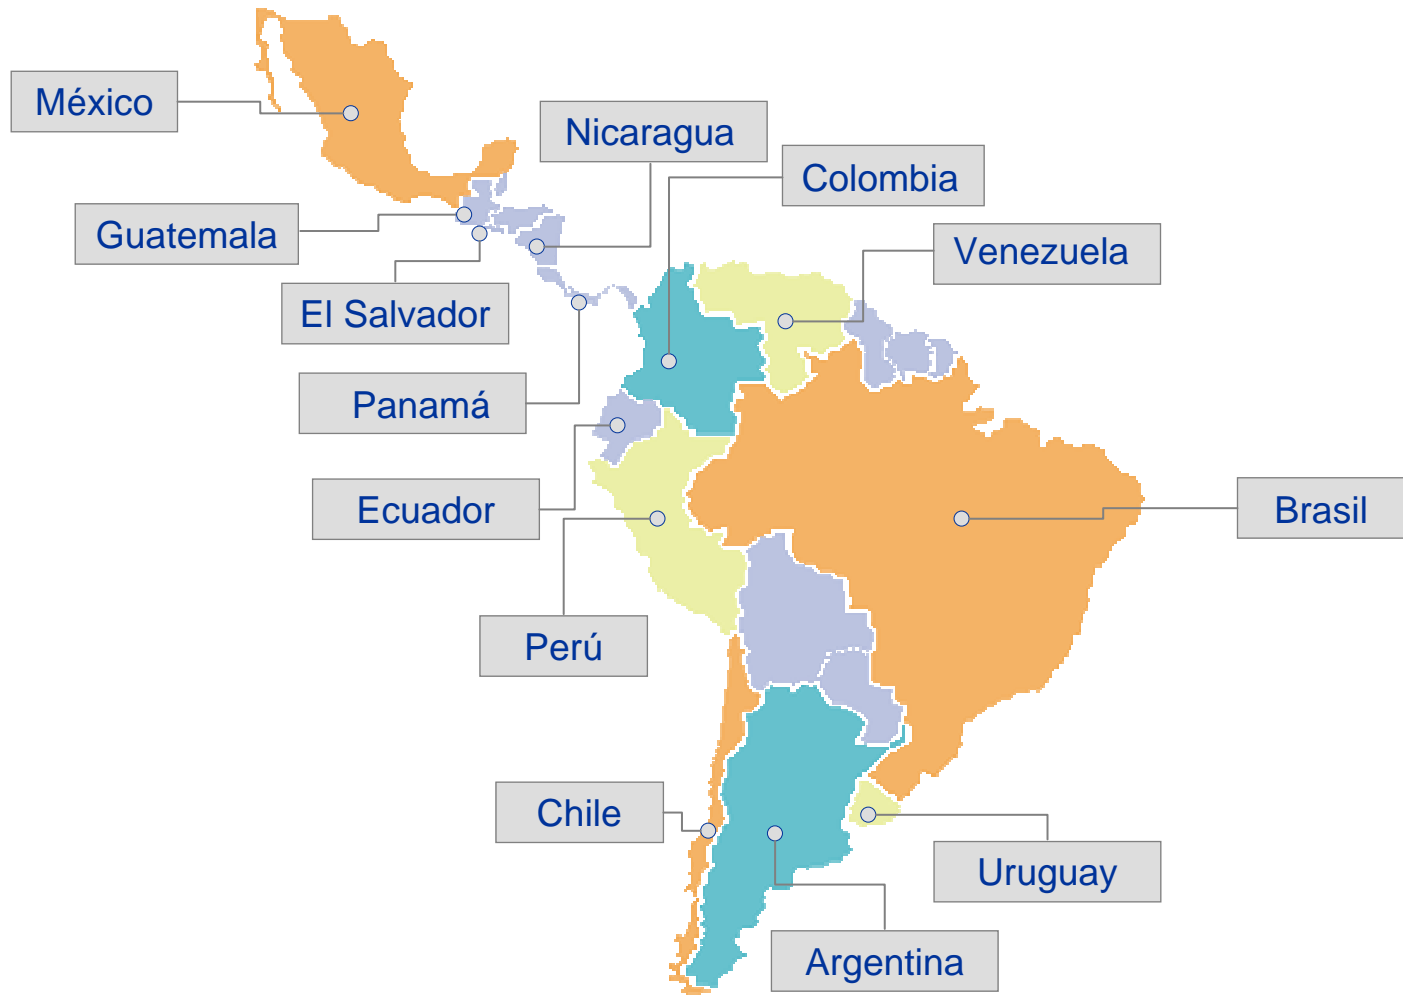 México
Nicaragua
Colombia
Guatemala
Venezuela
El Salvador
Panamá
Ecuador
Brasil
Perú
Chile
Uruguay
Argentina